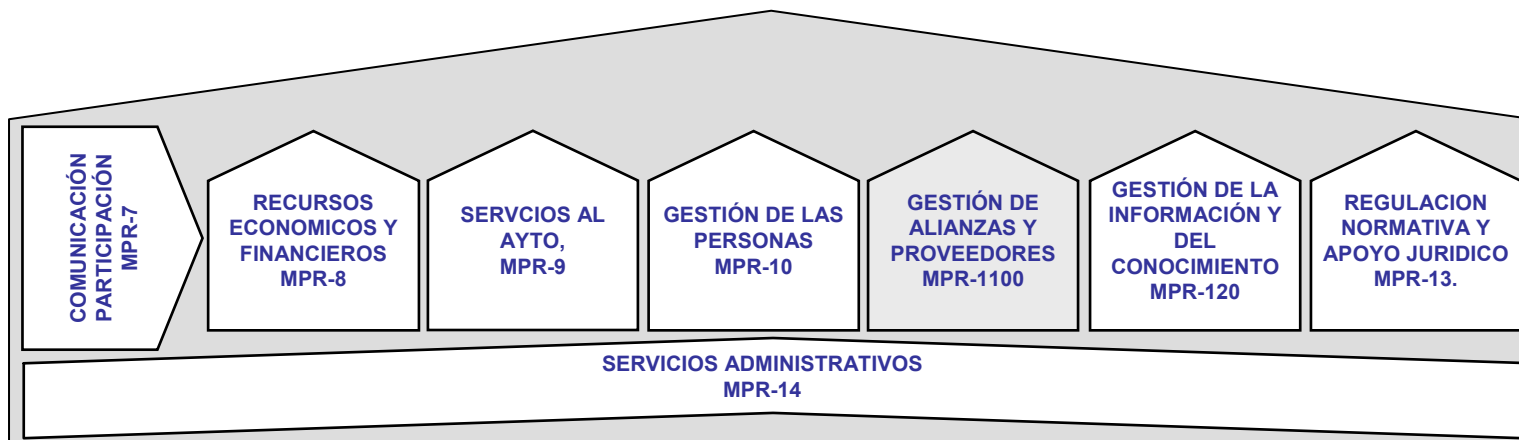 COMUNICACIÓN
PARTICIPACIÓN
MPR-7
RECURSOS
ECONOMICOS Y
FINANCIEROS
MPR-8
SERVCIOS AL
AYTO,
MPR-9
GESTIÓN DE LAS
PERSONAS
MPR-10
GESTIÓN DE
ALIANZAS Y
PROVEEDORES
MPR-1100
GESTIÓN DE LA
INFORMACIÓN Y
DEL
CONOCIMIENTO
MPR-120
REGULACION
NORMATIVA Y
APOYO JURIDICO
MPR-13.
SERVICIOS ADMINISTRATIVOS
MPR-14